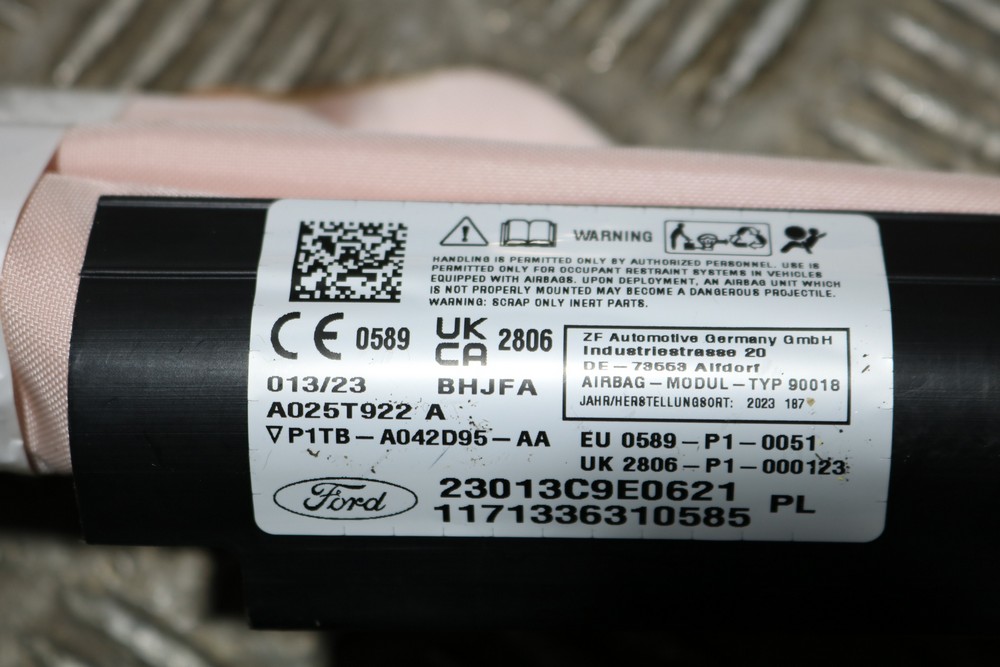 WARNING
HANDLING IS PERMITTED ONLY BY AUTHORIZED PERSONNEL. USE IS
PERMITTED ONLY FOR OCCUPANT RESTRAINT SYSTEMS IN VEHICLES
EQUIPPED WITH AIRBAGS. UPON DEPLOYMENT, AN AIRBAG UNIT WHICH
IS NOT PROPERLY MOUNTED MAY BECOME A DANGEROUS PROJECTILE.
WARNING: SCRAP ONLY INERT PARTS.
CE 0589
UK
CA 2806
ZF Automotive Germany GmbH
Industriestrasse 20
DE-73553 Alfdorf
AIRBAG-MODUL-TYP 90018
JAHR/HERSTELLUNGSORT: 2023 187
013/23 BHJFA
A025T922 A
P1TB-A042D95-AA
EU 0589-P1-0051
UK 2806-P1-000123
Ford
23013C9E0621
1171336310585
PL